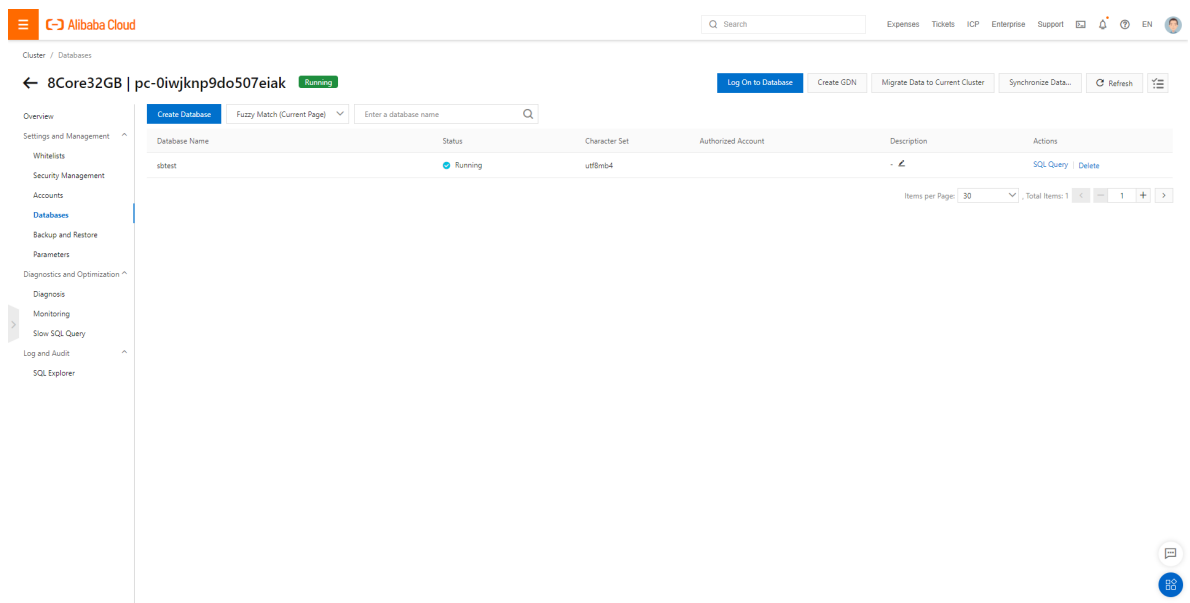 Alibaba Cloud
Search
Expenses Tickets ICP Enterprise Support EN
Cluster / Databases
8Core32GB | pc-0iwjknp9do507eiak Running
Log On to Database Create GDN Migrate Data to Current Cluster Synchronize Data... Refresh
Overview
Settings and Management
Whitelists
Security Management
Accounts
Databases
Backup and Restore
Parameters
Diagnostics and Optimization
Diagnosis
Monitoring
Slow SQL Query
Log and Audit
SQL Explorer
Create Database Fuzzy Match (Current Page) Enter a database name
Database Name Status Character Set Authorized Account Description Actions
sbtest Running utf8mb4 - SQL Query | Delete
Items per Page: 30 , Total Items: 1 1